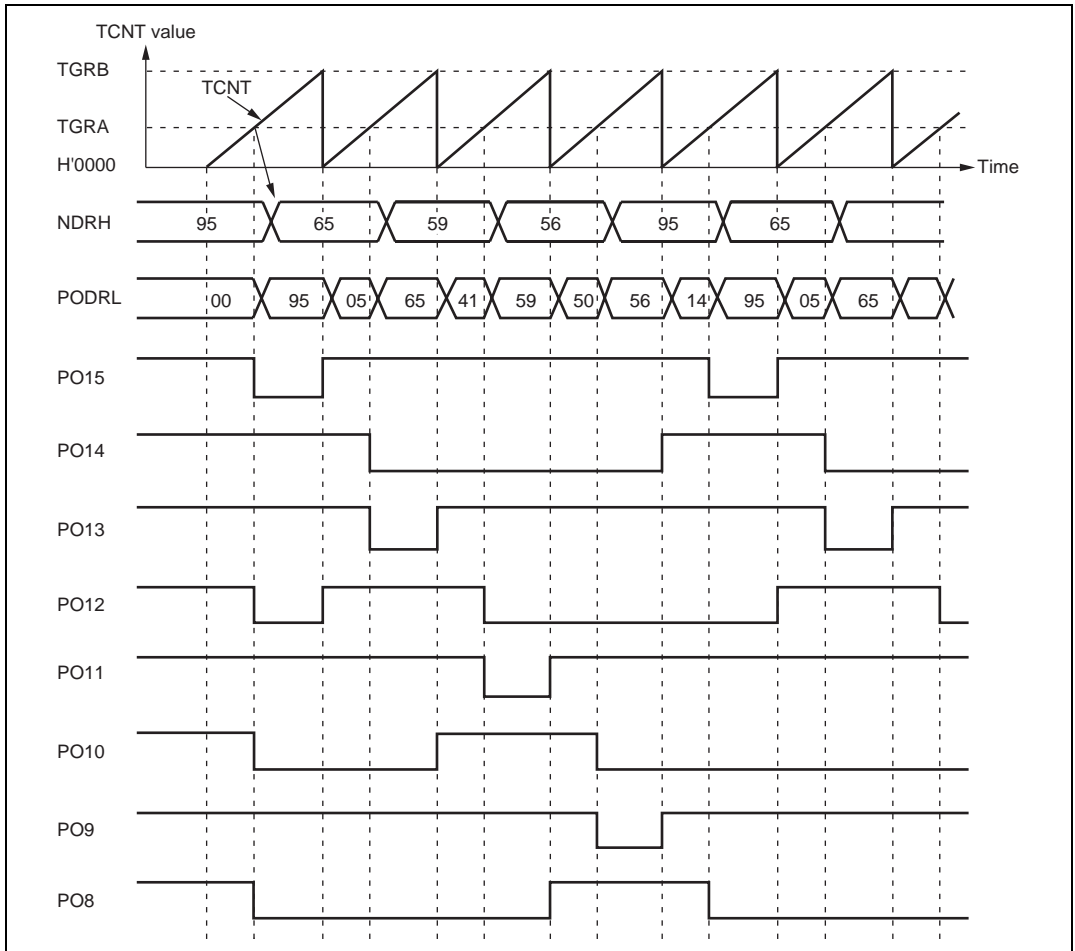 TCNT value
TGRB
TCNT
TGRA
H'0000
Time
NDRH 95 65 59 56 95 65
PODRL 00 95 05 65 41 59 50 56 14 95 05 65
PO15
PO14
PO13
PO12
PO11
PO10
PO9
PO8